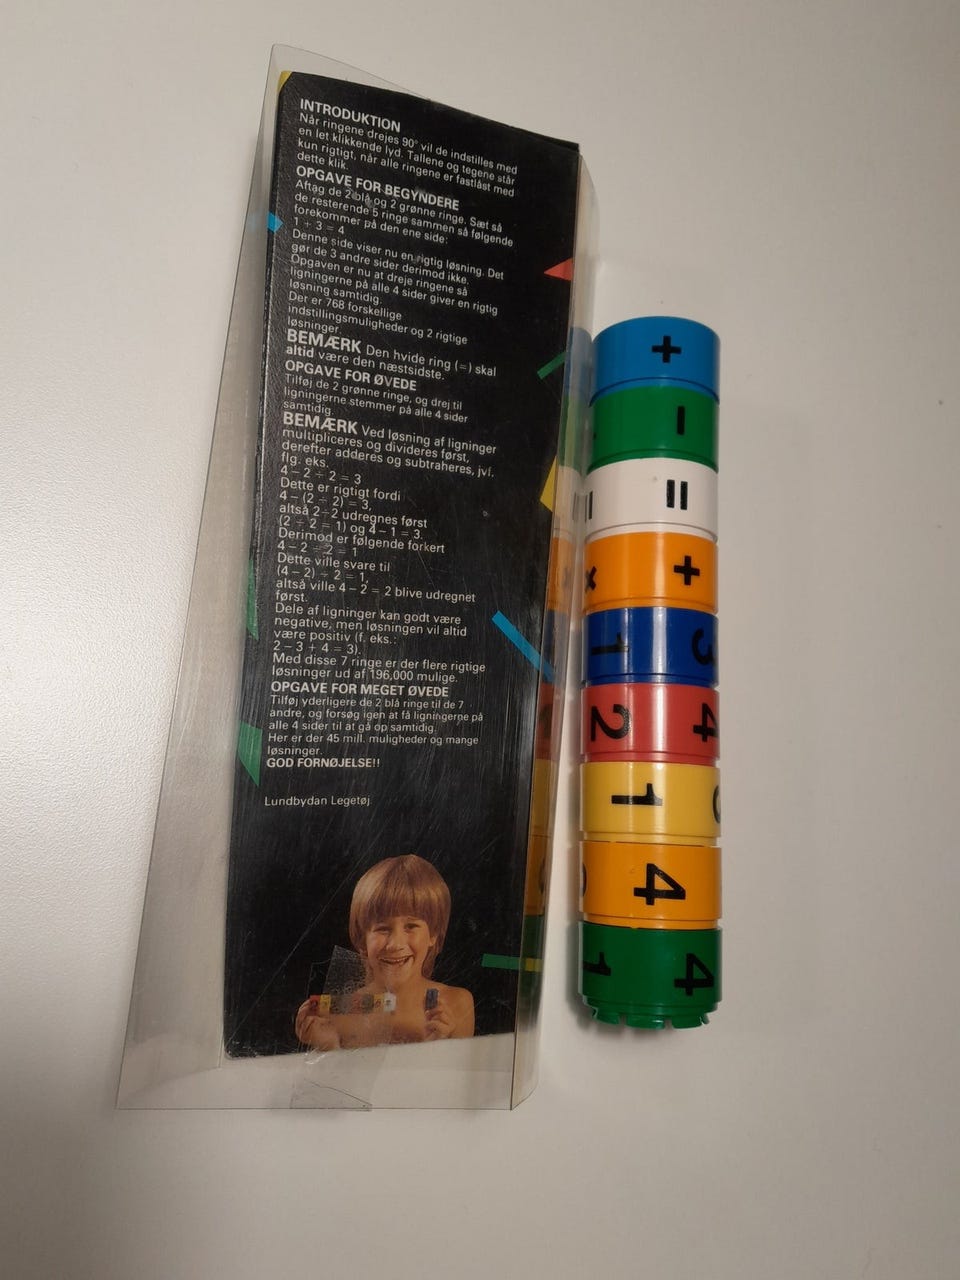 INTRODUKTION
Når ringene drejes 90° vil de indstilles med
en let klikkende lyd. Tallene og tegene står
kun rigtigt, når alle ringene er fastlåst med
dette klik.
OPGAVE FOR BEGYNDERE
Aftag de 2 blå og 2 grønne ringe. Sæt så
de resterende 5 ringe sammen så følgende
forekommer på den ene side:
1 + 3 = 4
Denne side viser nu en rigtig løsning. Det
gør de 3 andre sider derimod ikke.
Opgaven er nu at dreje ringene så
ligningerne på alle 4 sider giver en rigtig
løsning samtidig.
Der er 768 forskellige
indstillingsmuligheder og 2 rigtige
løsninger.
BEMÆRK Den hvide ring (=) skal
altid være den næstsidste.
OPGAVE FOR ØVEDE
Tilføj de 2 grønne ringe, og drej til
ligningerne stemmer på alle 4 sider
samtidig.
BEMÆRK Ved løsning af ligninger
multipliceres og divideres først,
derefter adderes og subtraheres, jvf.
flg. eks.
4 – 2 ÷ 2 = 3
Dette er rigtigt fordi
4 – (2 ÷ 2) = 3,
altså 2÷2 udregnes først
(2 ÷ 2 = 1) og 4 – 1 = 3.
Derimod er følgende forkert
4 – 2 ÷ 2 = 1
Dette ville svare til
(4 – 2) ÷ 2 = 1,
altså ville 4 – 2 = 2 blive udregnet
først.
Dele af ligninger kan godt være
negative, men løsningen vil altid
være positiv (f. eks.:
2 – 3 + 4 = 3).
Med disse 7 ringe er der flere rigtige
løsninger ud af 196,000 mulige.
OPGAVE FOR MEGET ØVEDE
Tilføj yderligere de 2 blå ringe til de 7
andre, og forsøg igen at få ligningerne på
alle 4 sider til at gå op samtidig.
Her er der 45 mill. muligheder og mange
løsninger.
GOD FORNØJELSE!!
Lundbydan Legetøj
+
–
= =
× +
1 3
2 4
1
4
1 4